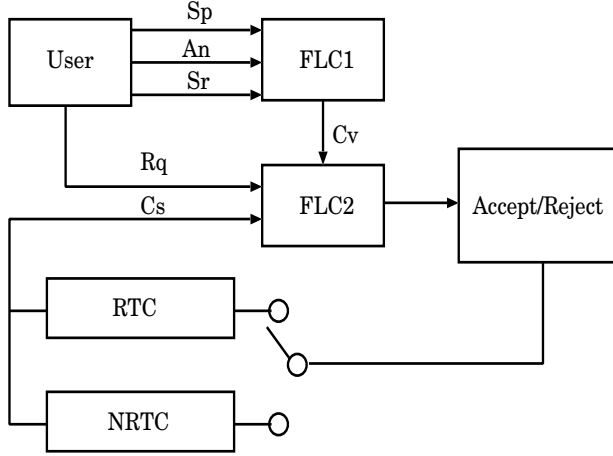 Sp
User
An
FLC1
Sr
Cv
Rq
Cs
FLC2
Accept/Reject
RTC
NRTC